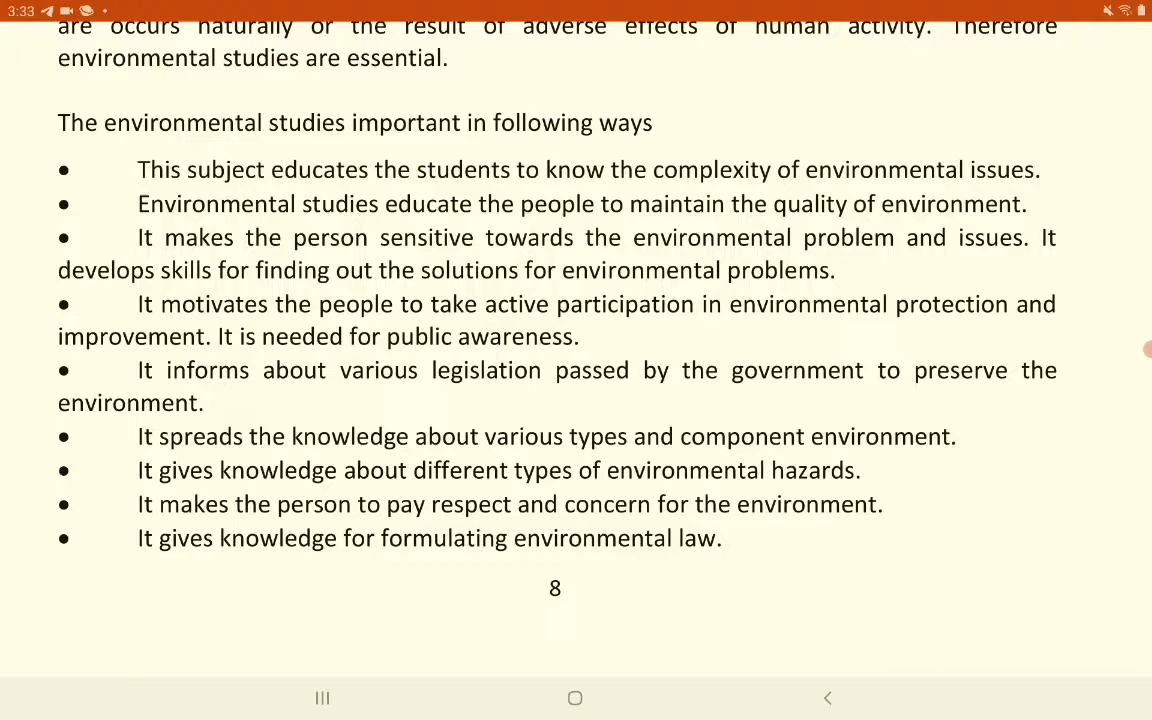 3:33
are occurs naturally or the result of adverse effects of human activity. Therefore
environmental studies are essential.
The environmental studies important in following ways
• This subject educates the students to know the complexity of environmental issues.
• Environmental studies educate the people to maintain the quality of environment.
• It makes the person sensitive towards the environmental problem and issues. It
develops skills for finding out the solutions for environmental problems.
• It motivates the people to take active participation in environmental protection and
improvement. It is needed for public awareness.
• It informs about various legislation passed by the government to preserve the
environment.
• It spreads the knowledge about various types and component environment.
• It gives knowledge about different types of environmental hazards.
• It makes the person to pay respect and concern for the environment.
• It gives knowledge for formulating environmental law.
8